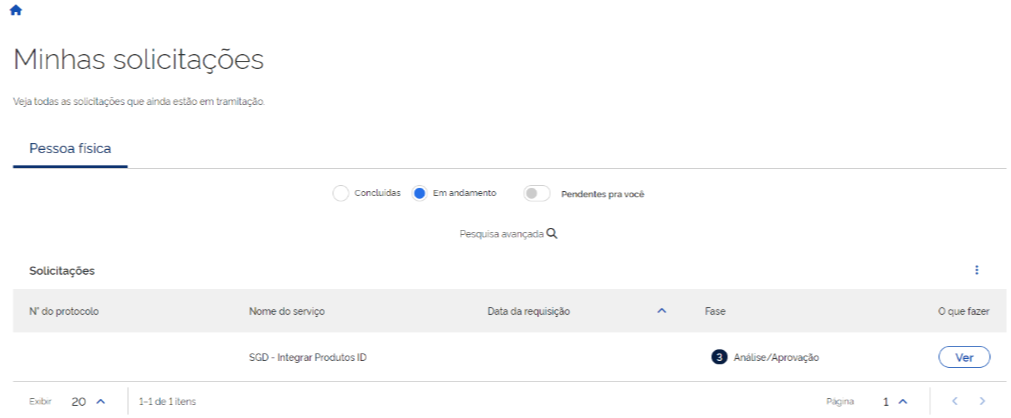 Minhas solicitações
Veja todas as solicitações que ainda estão em tramitação.
Pessoa física
Concluídas Em andamento Pendentes pra você
Pesquisa avançada
Solicitações
N° do protocolo Nome do serviço Data da requisição Fase O que fazer
SGD - Integrar Produtos ID 3 Análise/Aprovação Ver
Exibir 20 1-1 de 1 itens Página 1